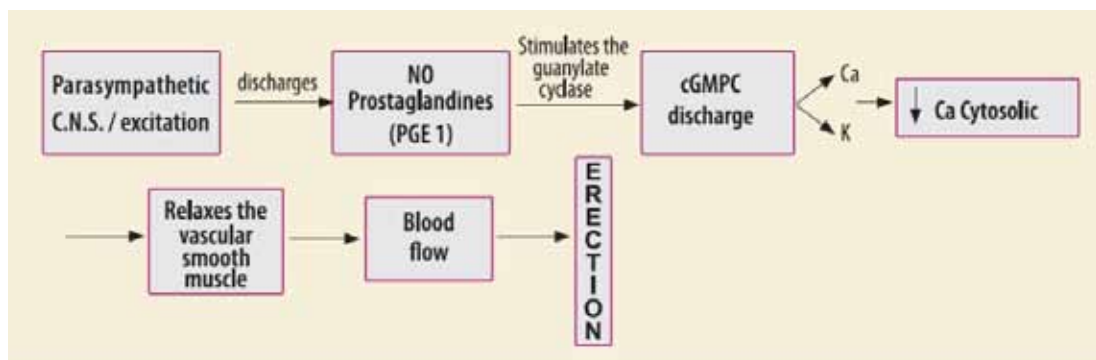 Parasympathetic
C.N.S. / excitation
discharges
NO
Prostaglandines
(PGE 1)
Stimulates the
guanylate
cyclase
cGMPC
discharge
Ca
K
Ca Cytosolic
Relaxes the
vascular
smooth
muscle
Blood
flow
ERECTION